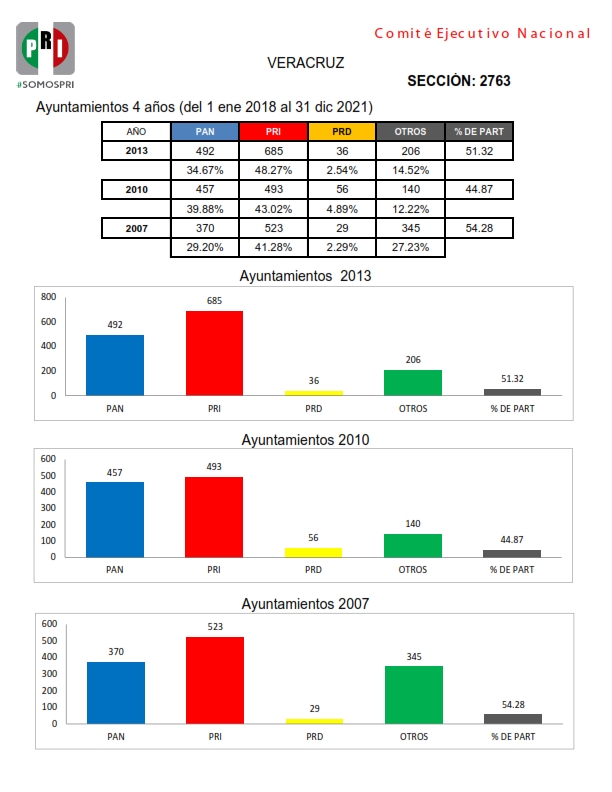 Comité Ejecutivo Nacional
PRI
#SOMOSPRI
VERACRUZ
SECCIÓN: 2763
Ayuntamientos 4 años (del 1 ene 2018 al 31 dic 2021)
AÑO PAN PRI PRD OTROS % DE PART
2013 492 685 36 206 51.32
34.67% 48.27% 2.54% 14.52%
2010 457 493 56 140 44.87
39.88% 43.02% 4.89% 12.22%
2007 370 523 29 345 54.28
29.20% 41.28% 2.29% 27.23%
Ayuntamientos 2013
800
600
400
200
0
492 685 36 206 51.32
PAN PRI PRD OTROS % DE PART
Ayuntamientos 2010
600
500
400
300
200
100
0
457 493 56 140 44.87
PAN PRI PRD OTROS % DE PART
Ayuntamientos 2007
600
500
400
300
200
100
0
370 523 29 345 54.28
PAN PRI PRD OTROS % DE PART